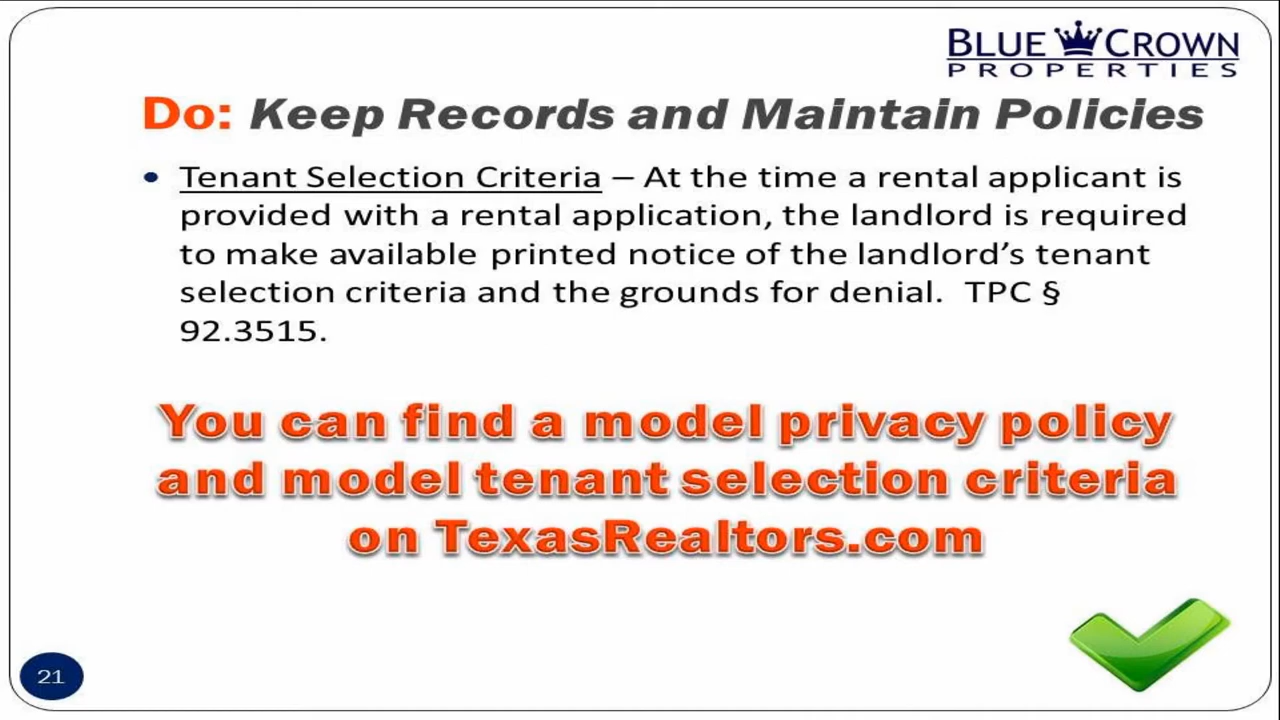 BLUE CROWN
PROPERTIES
Do: Keep Records and Maintain Policies
• Tenant Selection Criteria – At the time a rental applicant is
provided with a rental application, the landlord is required
to make available printed notice of the landlord’s tenant
selection criteria and the grounds for denial.  TPC §
92.3515.
You can find a model privacy policy
and model tenant selection criteria
on TexasRealtors.com
21